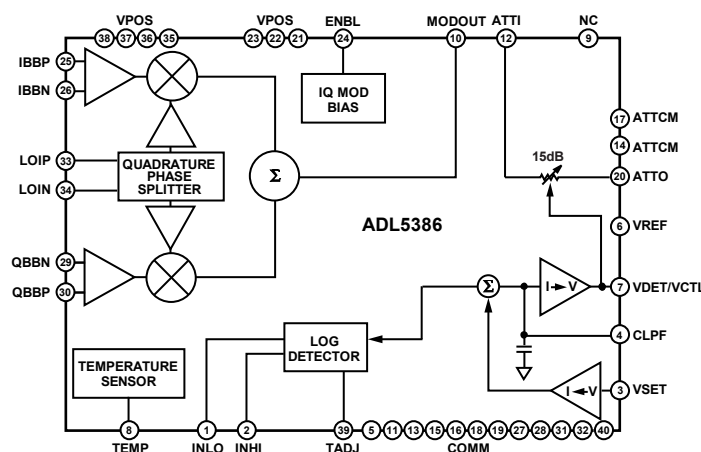 VPOS VPOS ENBL MODOUT ATTI NC
38 37 36 35 23 22 21 24 10 12 9
IBBP 25
IBBN 26
IQ MOD
BIAS
17 ATTCM
14 ATTCM
LOIP 33
LOIN 34
QUADRATURE
PHASE
SPLITTER
Σ
15dB
20 ATTO
ADL5386
6 VREF
QBBN 29
QBBP 30
Σ
I V
7 VDET/VCTL
4 CLPF
LOG
DETECTOR
TEMPERATURE
SENSOR
I V
3 VSET
8 1 2 39 5 11 13 15 16 18 19 27 28 31 32 40
TEMP INLO INHI TADJ COMM